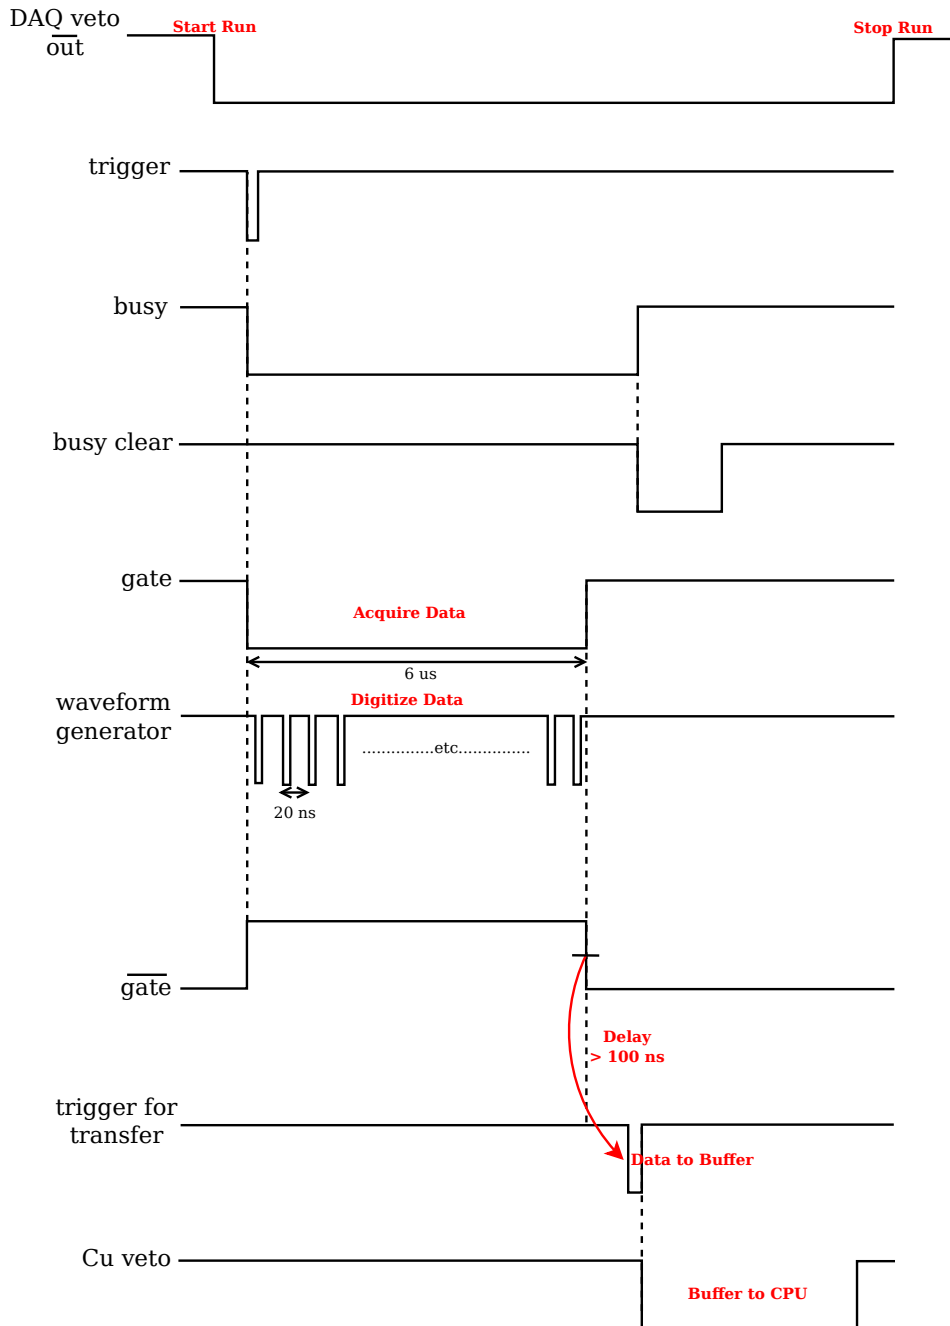 DAQ veto
out
Start Run
Stop Run
trigger
busy
busy clear
gate
Acquire Data
6 us
waveform
generator
Digitize Data
...............etc...............
20 ns
gate
Delay
> 100 ns
trigger for
transfer
Data to Buffer
Cu veto
Buffer to CPU